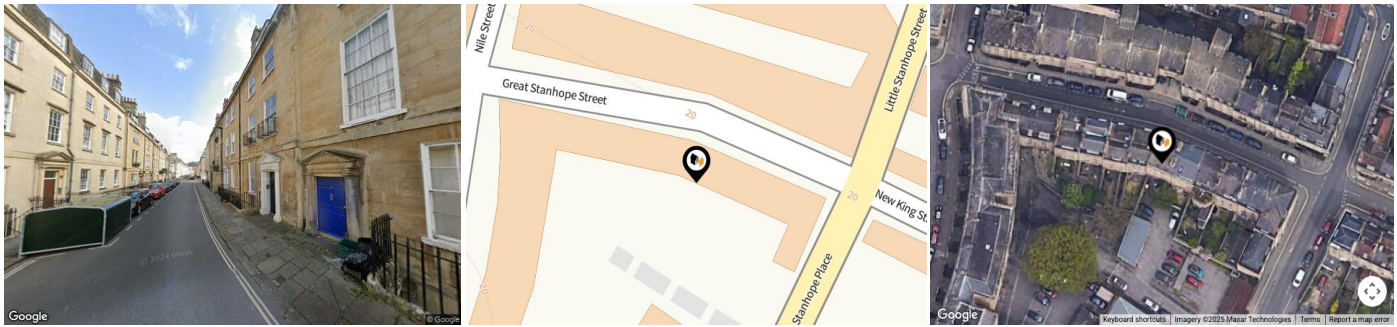 Google
© 2024 Google
© Google
Nile Street
20
Great Stanhope Street
20
Little Stanhope Street
20
New King St
Stanhope Place
20
Google
Keyboard shortcuts
Imagery ©2025 Maxar Technologies
Terms
Report a map error